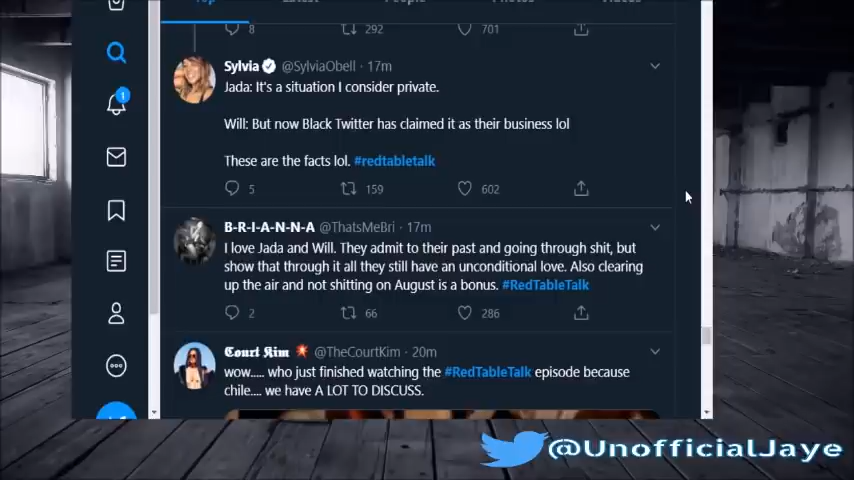 8 292 701
Sylvia @SylviaObell · 17m
Jada: It's a situation I consider private.
Will: But now Black Twitter has claimed it as their business lol
These are the facts lol. #redtabletalk
5 159 602
1
B-R-I-A-N-N-A @ThatsMeBri · 17m
I love Jada and Will. They admit to their past and going through shit, but
show that through it all they still have an unconditional love. Also clearing
up the air and not shitting on August is a bonus. #RedTableTalk
2 66 286
Court Kim @TheCourtKim · 20m
wow..... who just finished watching the #RedTableTalk episode because
chile.... we have A LOT TO DISCUSS.
@UnofficialJaye